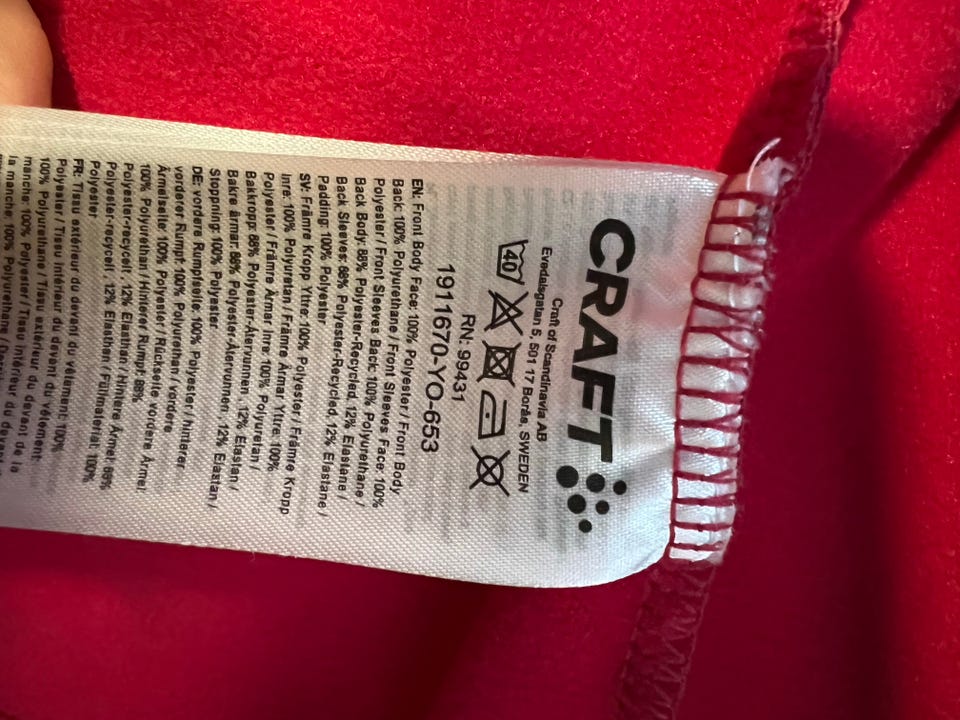 CRAFT
Craft of Scandinavia AB
Evedalsgatan 5, 501 17 Borås, SWEDEN
40
RN: 99431
1911670-YO-653
EN: Front Body Face: 100% Polyester / Front Body
Back: 100% Polyurethane / Front Sleeves Face: 100%
Polyester / Front Sleeves Back: 100% Polyurethane /
Back Body: 88% Polyester-Recycled, 12% Elastane /
Back Sleeves: 88% Polyester-Recycled, 12% Elastane /
Padding: 100% Polyester
SV: Främre Kropp Yttre: 100% Polyester / Främre Kropp
Inre: 100% Polyuretan / Främre Ärmar Yttre: 100%
Polyester / Främre Ärmar Inre: 100% Polyuretan /
Bakkropp: 88% Polyester-Återvunnen, 12% Elastan /
Bakre ärmar: 88% Polyester-Återvunnen, 12% Elastan /
Stoppning: 100% Polyester
DE: vordere Rumpfseite: 100% Polyester / hinterer
vorderer Rumpf: 100% Polyurethan / vordere
Ärmelseite: 100% Polyester / Rückseite vordere Ärmel:
100% Polyurethan / Hinterer Rumpf: 88%
Polyester-recycelt, 12% Elasthan / Hintere Ärmel: 88%
Polyester-recycelt, 12% Elasthan / Füllmaterial: 100%
Polyester
FR: Tissu extérieur du devant du vêtement: 100%
Polyester / Tissu intérieur du devant du vêtement:
100% Polyurethane / Tissu extérieur du devant de la
manche: 100% Polyester / Tissu intérieur du devant de
la manche: 100% Polyurethane /